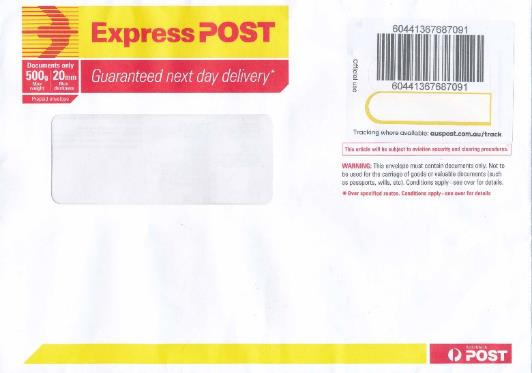 Express POST
Documents only
500g 20mm
Max weight Max thickness
Prepaid envelope
Guaranteed next day delivery*
Official use
60441367687091
60441367687091
Tracking where available: auspost.com.au/track
This article will be subject to aviation security and clearing procedures.
WARNING: This envelope must contain documents only. Not to
be used for the carriage of goods or valuable documents (such
as passports, wills, etc). Conditions apply–see over for details.
* Over specified routes. Conditions apply–see over for details
POST